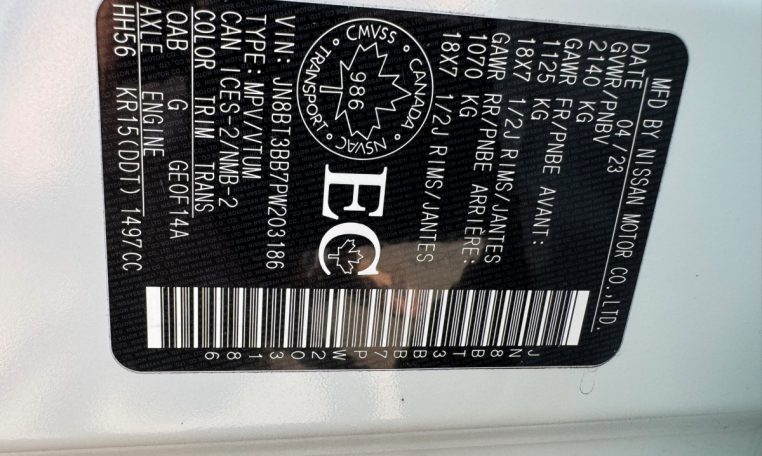 MFD BY NISSAN MOTOR CO.,LTD.
DATE 04/23
GVWR/PNBV
2140 KG
GAWR FR/PNBE AVANT:
1125 KG
18X7 1/2J RIMS/JANTES
GAWR RR/PNBE ARRIÈRE:
1070 KG
18X7 1/2J RIMS/JANTES
CANADA
CMVSS
TRANSPORT
NSVAC
986
EC
VIN: JN8BT3BB7PW203186
TYPE: MPV/VTUM
CAN CES-2/NMB-2
COLOR TRIM TRANS
QAB G GE0F14A
AXLE ENGINE
HH56 KR15(DDT) 1497CC
JN8BT3BB7PW203186